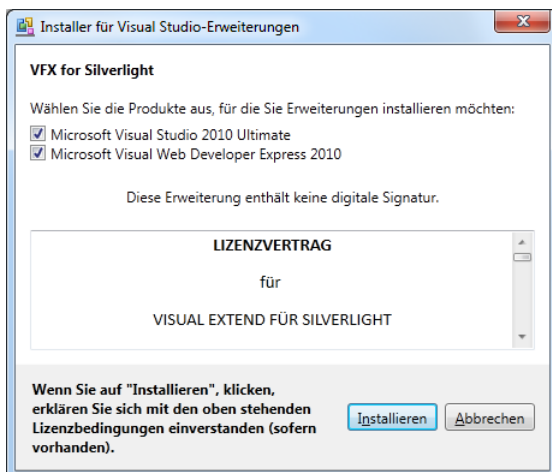 Installer für Visual Studio-Erweiterungen
VFX for Silverlight
Wählen Sie die Produkte aus, für die Sie Erweiterungen installieren möchten:
Microsoft Visual Studio 2010 Ultimate
Microsoft Visual Web Developer Express 2010
Diese Erweiterung enthält keine digitale Signatur.
LIZENZVERTRAG
für
VISUAL EXTEND FÜR SILVERLIGHT
Wenn Sie auf "Installieren", klicken,
erklären Sie sich mit den oben stehenden
Lizenzbedingungen einverstanden (sofern
vorhanden).
Installieren Abbrechen